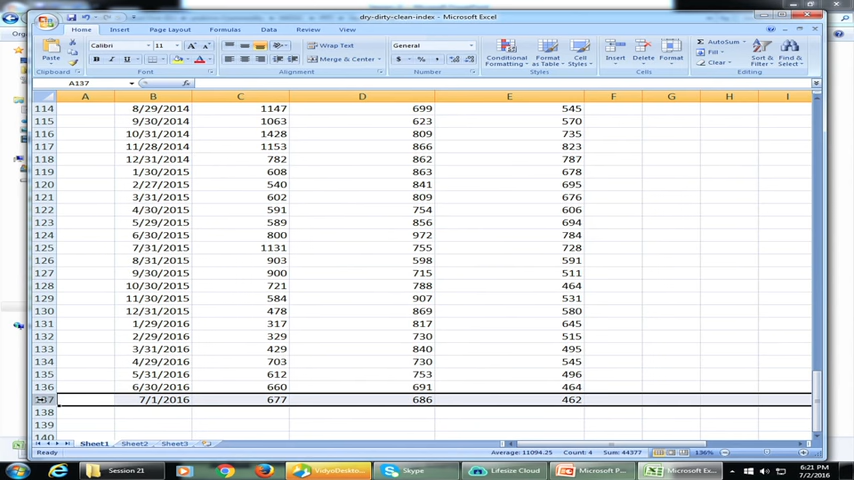 dry-dirty-clean-index - Microsoft Excel
Home Insert Page Layout Formulas Data Review View
Calibri 11 General
Wrap Text
Merge & Center
Paste
Conditional Formatting Format as Table Cell Styles
Insert Delete Format
AutoSum
Fill
Clear
Sort & Filter Find & Select
Clipboard Font Alignment Number Styles Cells Editing
A137 fx
A B C D E F G H I
114 8/29/2014 1147 699 545
115 9/30/2014 1063 623 570
116 10/31/2014 1428 809 735
117 11/28/2014 1153 866 823
118 12/31/2014 782 862 787
119 1/30/2015 608 863 678
120 2/27/2015 540 841 695
121 3/31/2015 602 809 676
122 4/30/2015 591 754 606
123 5/29/2015 589 856 694
124 6/30/2015 800 972 784
125 7/31/2015 1131 755 728
126 8/31/2015 903 598 591
127 9/30/2015 900 715 511
128 10/30/2015 721 788 464
129 11/30/2015 584 907 531
130 12/31/2015 478 869 580
131 1/29/2016 317 817 645
132 2/29/2016 329 730 515
133 3/31/2016 429 840 495
134 4/29/2016 703 730 545
135 5/31/2016 612 753 496
136 6/30/2016 660 691 464
137 7/1/2016 677 686 462
138
139
140
Sheet1 Sheet2 Sheet3
Average: 11094.25 Count: 4 Sum: 44377 136%
Session 21 VidyoDesktop... Skype Lifesize Cloud Microsoft P... Microsoft Ex...
6:21 PM
7/2/2016